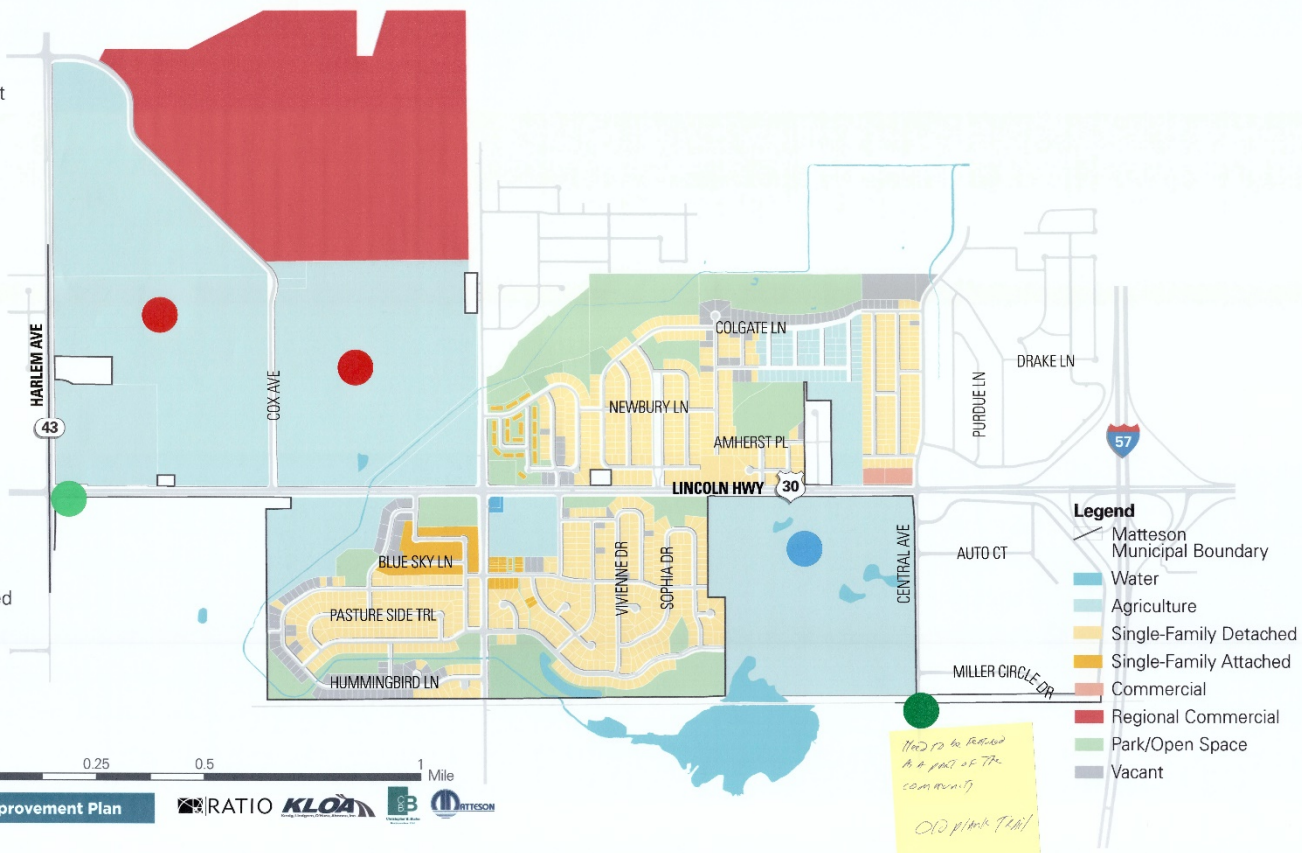 t
HARLEM AVE
43
COX AVE
COLGATE LN
NEWBURY LN
AMHERST PL
PURDUE LN
DRAKE LN
57
LINCOLN HWY 30
BLUE SKY LN
PASTURE SIDE TRL
HUMMINGBIRD LN
VIVIENNE DR
SOPHIA DR
CENTRAL AVE
AUTO CT
MILLER CIRCLE DR
ed
Legend
Matteson
Municipal Boundary
Water
Agriculture
Single-Family Detached
Single-Family Attached
Commercial
Regional Commercial
Park/Open Space
Vacant
0.25 0.5 1 Mile
provement Plan
RATIO
KLOA
MATTESON
Need to be featured
as a part of the
community
Old plank Trail